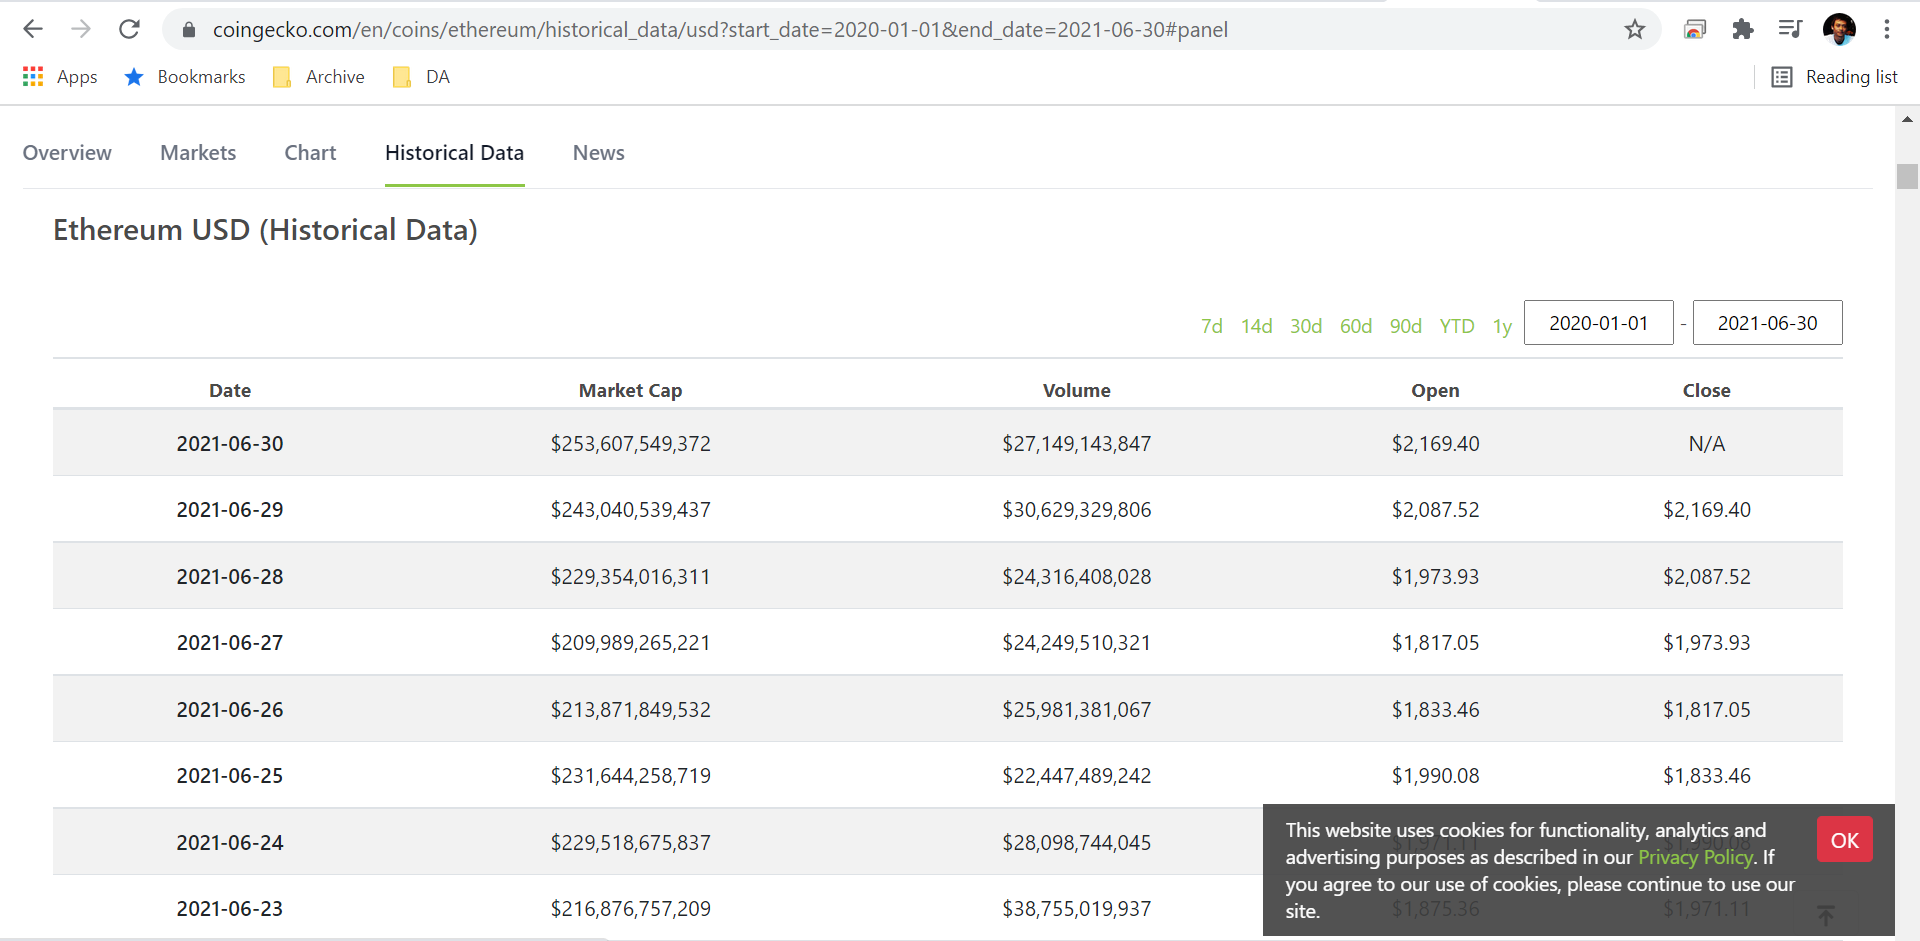 coingecko.com/en/coins/ethereum/historical_data/usd?start_date=2020-01-01&end_date=2021-06-30#panel
Apps Bookmarks Archive DA Reading list
Overview Markets Chart Historical Data News
Ethereum USD (Historical Data)
7d 14d 30d 60d 90d YTD 1y 2020-01-01 - 2021-06-30
Date Market Cap Volume Open Close
2021-06-30 $253,607,549,372 $27,149,143,847 $2,169.40 N/A
2021-06-29 $243,040,539,437 $30,629,329,806 $2,087.52 $2,169.40
2021-06-28 $229,354,016,311 $24,316,408,028 $1,973.93 $2,087.52
2021-06-27 $209,989,265,221 $24,249,510,321 $1,817.05 $1,973.93
2021-06-26 $213,871,849,532 $25,981,381,067 $1,833.46 $1,817.05
2021-06-25 $231,644,258,719 $22,447,489,242 $1,990.08 $1,833.46
2021-06-24 $229,518,675,837 $28,098,744,045 $1,971.11 $1,990.08
2021-06-23 $216,876,757,209 $38,755,019,937 $1,875.36 $1,971.11
This website uses cookies for functionality, analytics and
advertising purposes as described in our Privacy Policy. If
you agree to our use of cookies, please continue to use our
site.
OK